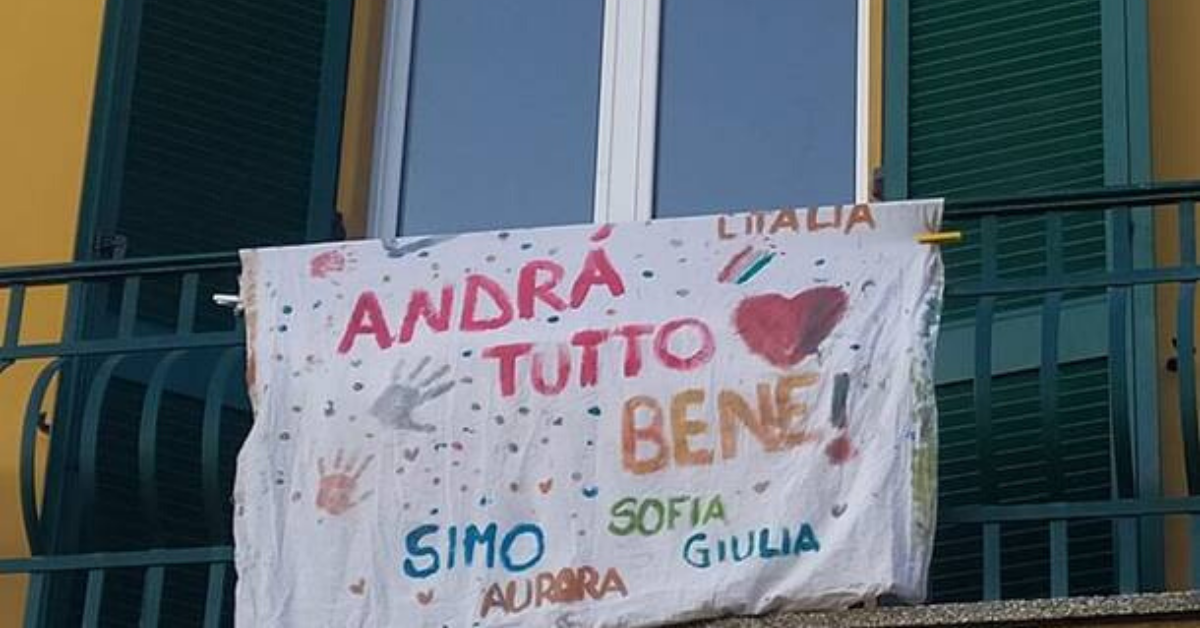 L'ITALIA
ANDRÁ
TUTTO
BENE!
SOFIA
SIMO
GIULIA
AURORA